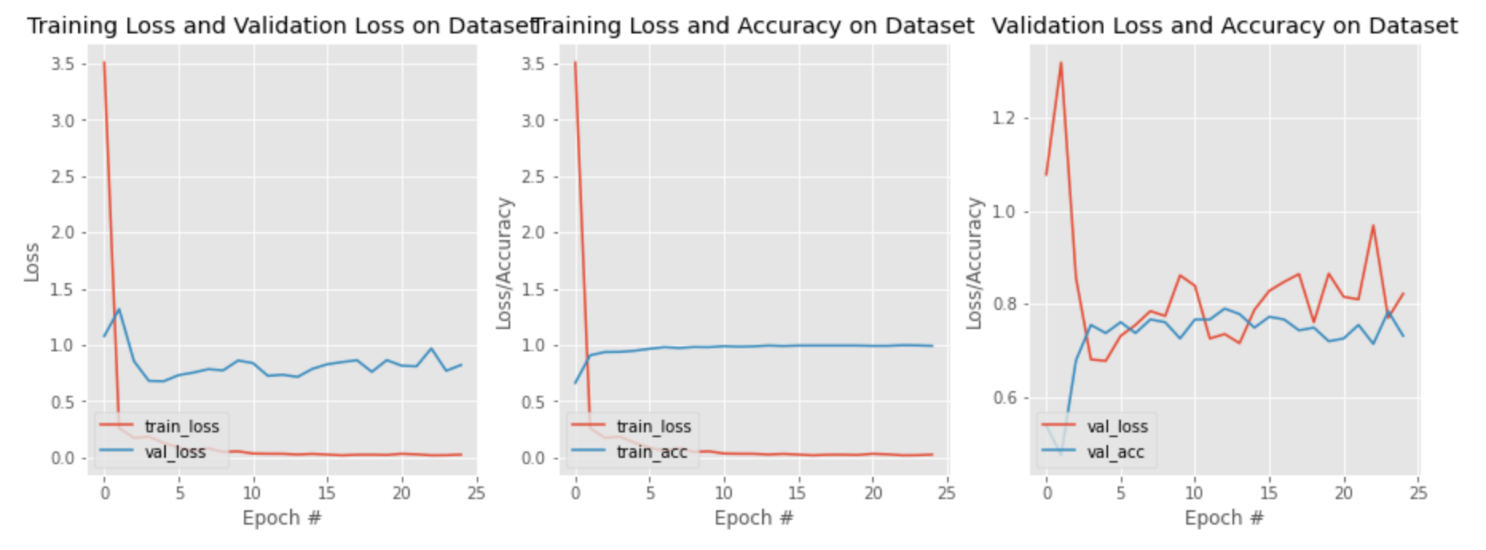 Training Loss and Validation Loss on Dataset
3.5
3.0
2.5
2.0
1.5
1.0
0.5
0.0
Loss
train_loss
val_loss
0 5 10 15 20 25
Epoch #
Training Loss and Accuracy on Dataset
3.5
3.0
2.5
2.0
1.5
1.0
0.5
0.0
Loss/Accuracy
train_loss
train_acc
0 5 10 15 20 25
Epoch #
Validation Loss and Accuracy on Dataset
1.2
1.0
0.8
0.6
Loss/Accuracy
val_loss
val_acc
0 5 10 15 20 25
Epoch #